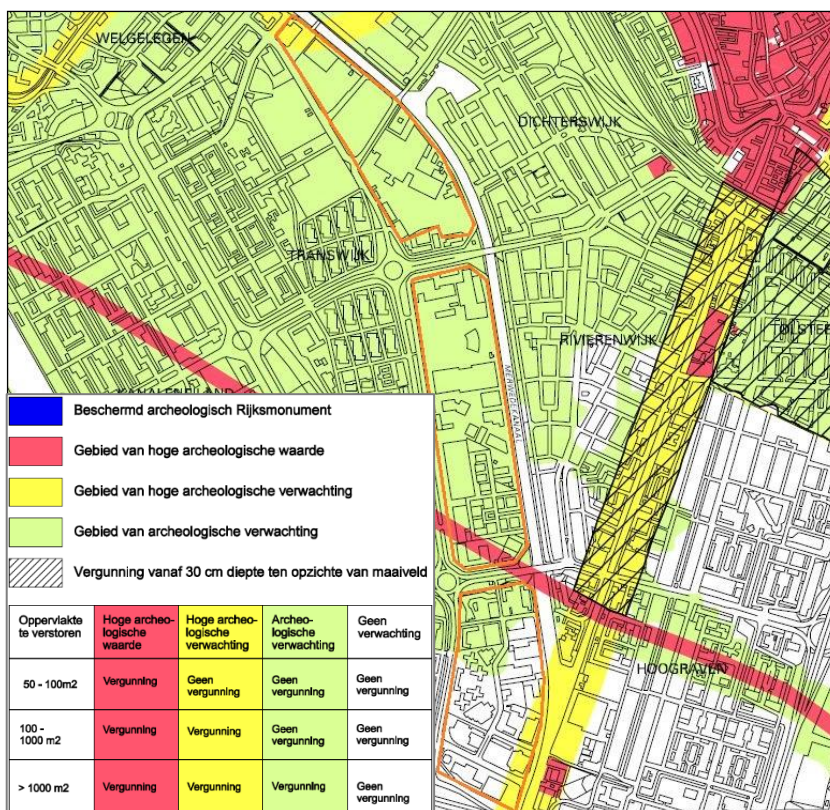 WELGELEGEN
DICHTERSWIJK
TRANSWIJK
RIVIERENWIJK
MERWEDEKANAAL
HOOGRAVEN
Beschermd archeologisch Rijksmonument
Gebied van hoge archeologische waarde
Gebied van hoge archeologische verwachting
Gebied van archeologische verwachting
Vergunning vanaf 30 cm diepte ten opzichte van maaiveld
Oppervlakte
te verstoren
Hoge archeo-
logische
waarde
Hoge archeo-
logische
verwachting
Archeo-
logische
verwachting
Geen
verwachting
50 - 100m2
Vergunning
Geen
vergunning
Geen
vergunning
Geen
vergunning
100 -
1000 m2
Vergunning
Vergunning
Geen
vergunning
Geen
vergunning
> 1000 m2
Vergunning
Vergunning
Vergunning
Geen
vergunning